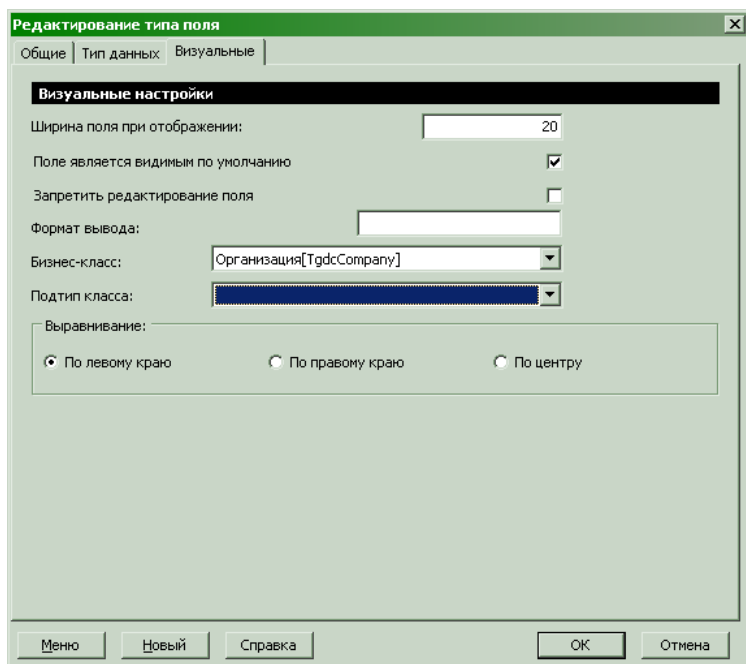 Редактирование типа поля
Общие Тип данных Визуальные
Визуальные настройки
Ширина поля при отображении: 20
Поле является видимым по умолчанию
Запретить редактирование поля
Формат вывода:
Бизнес-класс: Организация[TgdcCompany]
Подтип класса:
Выравнивание:
По левому краю По правому краю По центру
Меню Новый Справка OK Отмена